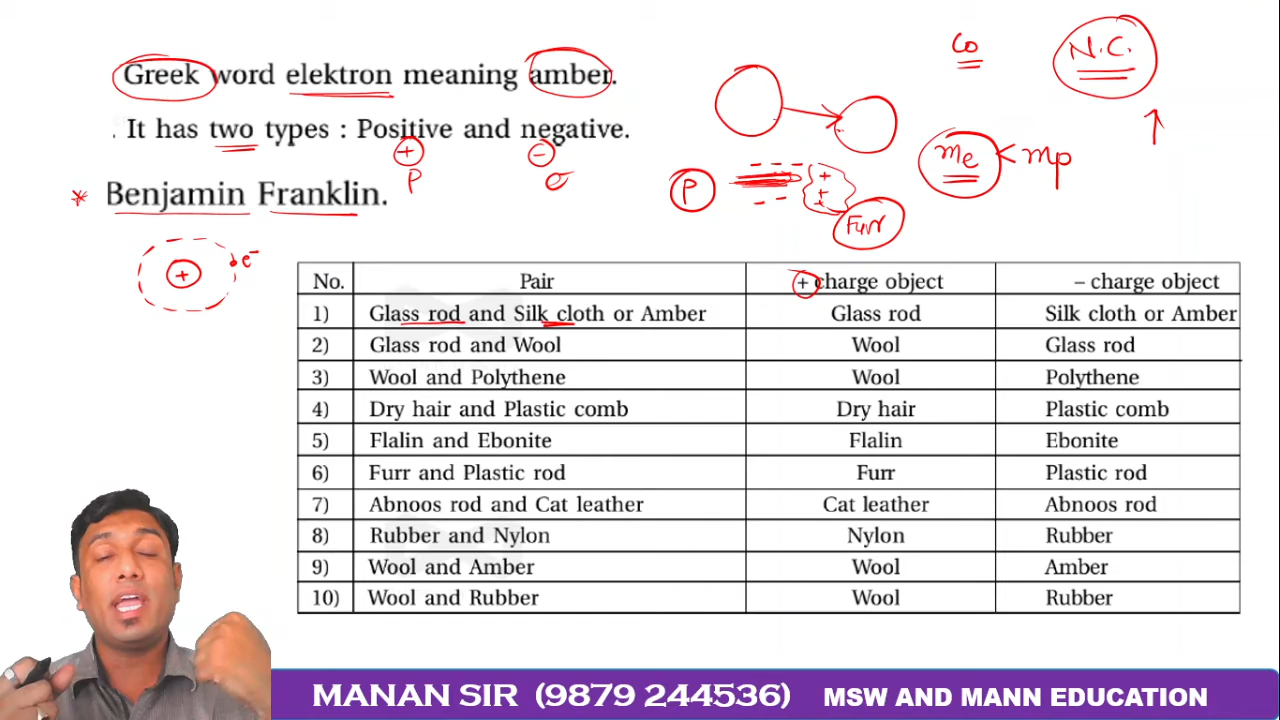 Greek word elektron meaning amber.
. It has two types : Positive and negative.
+ −
P
* Benjamin Franklin.
+ e⁻
Co
N.C.
me < mp
P
- - - -
+
+
+
- -
Furr
No. Pair + charge object – charge object
1) Glass rod and Silk cloth or Amber Glass rod Silk cloth or Amber
2) Glass rod and Wool Wool Glass rod
3) Wool and Polythene Wool Polythene
4) Dry hair and Plastic comb Dry hair Plastic comb
5) Flalin and Ebonite Flalin Ebonite
6) Furr and Plastic rod Furr Plastic rod
7) Abnoos rod and Cat leather Cat leather Abnoos rod
8) Rubber and Nylon Nylon Rubber
9) Wool and Amber Wool Amber
10) Wool and Rubber Wool Rubber
MANAN SIR (9879 244536) MSW AND MANN EDUCATION